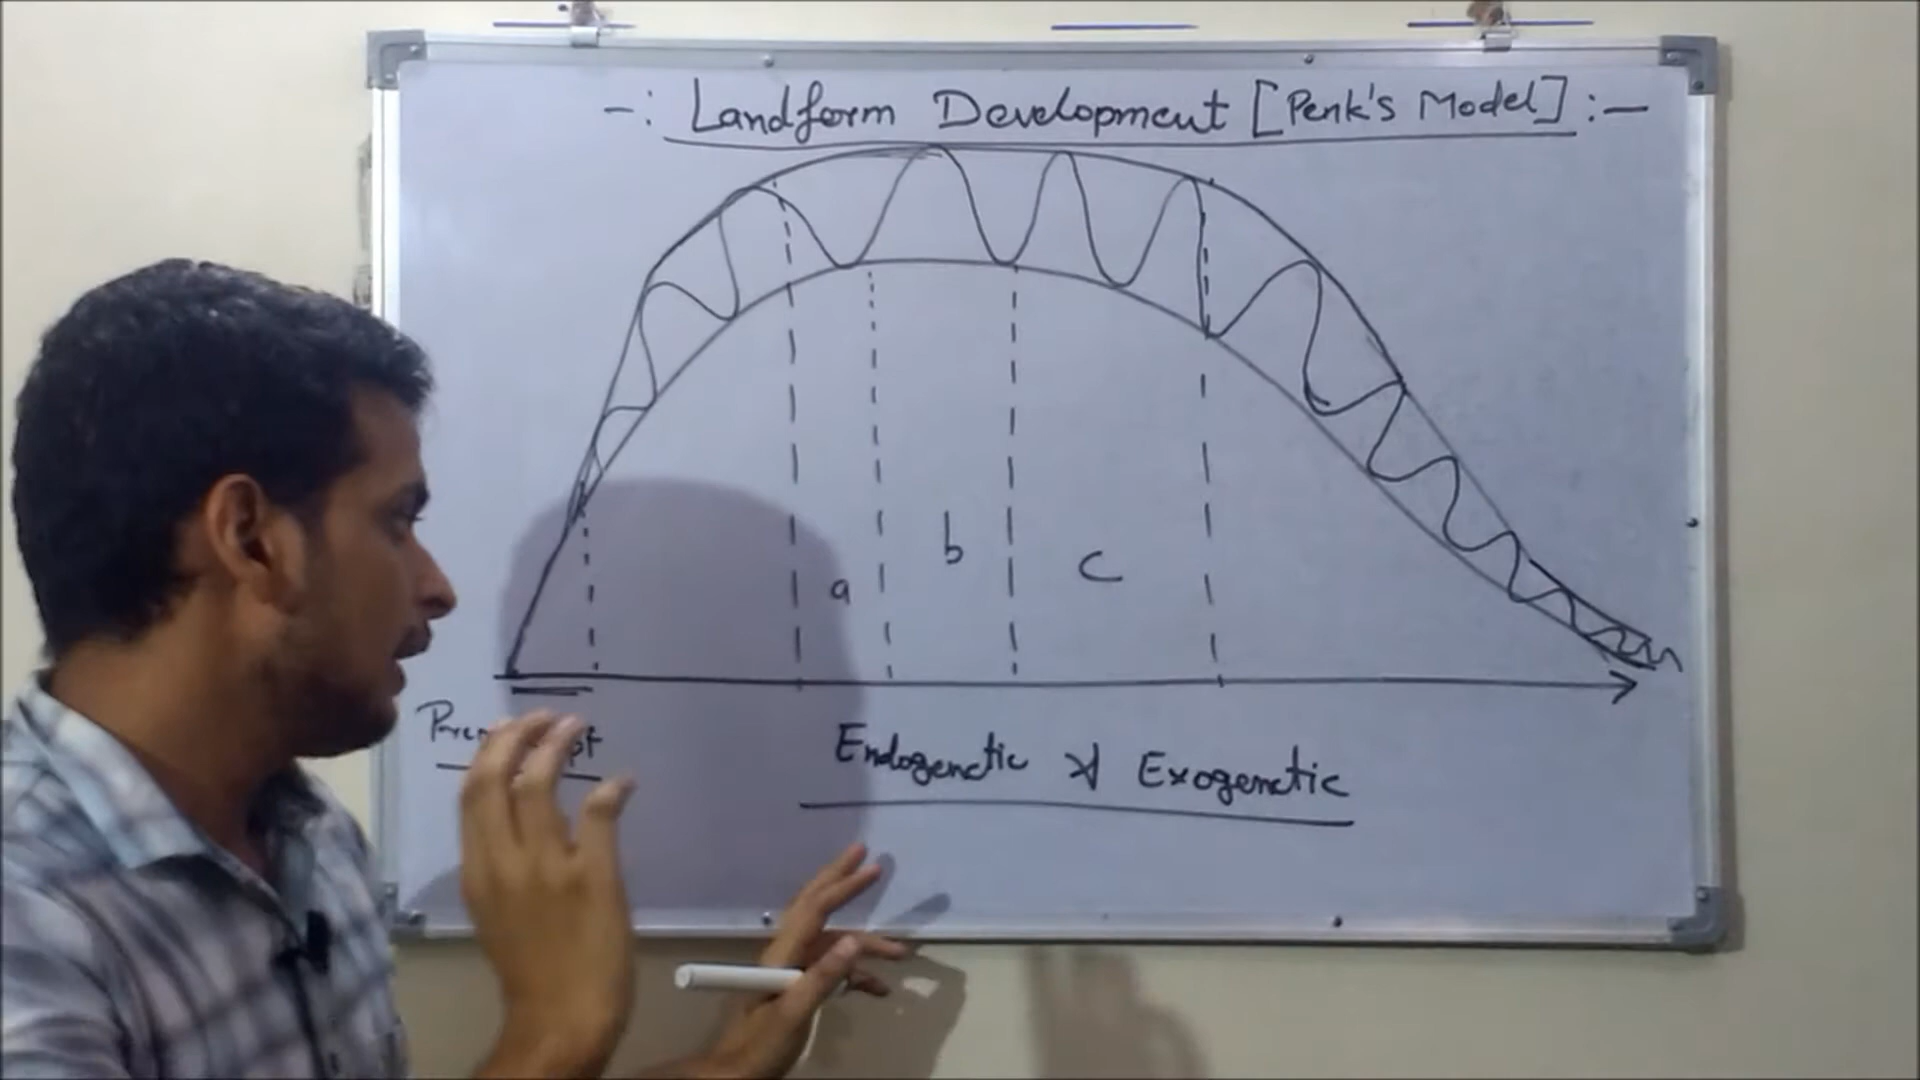 -: Landform Development [Penk's Model] :-
a
b
c
Endogenetic & Exogenetic